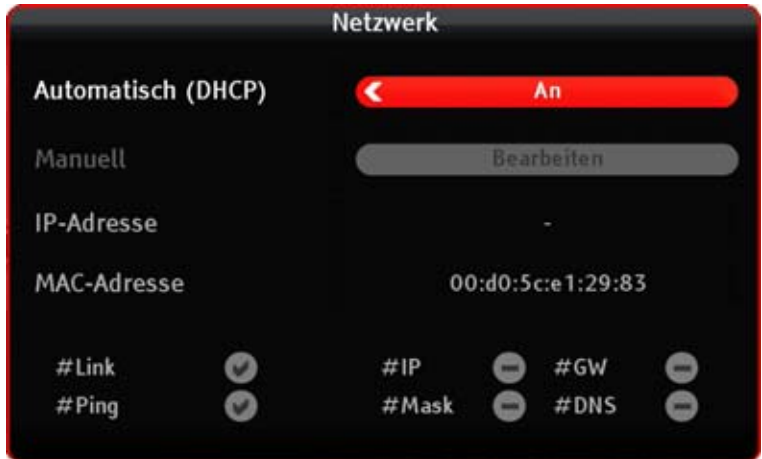 Netzwerk
Automatisch (DHCP) An
Manuell Bearbeiten
IP-Adresse -
MAC-Adresse 00:d0:5c:e1:29:83
#Link #IP #GW
#Ping #Mask #DNS